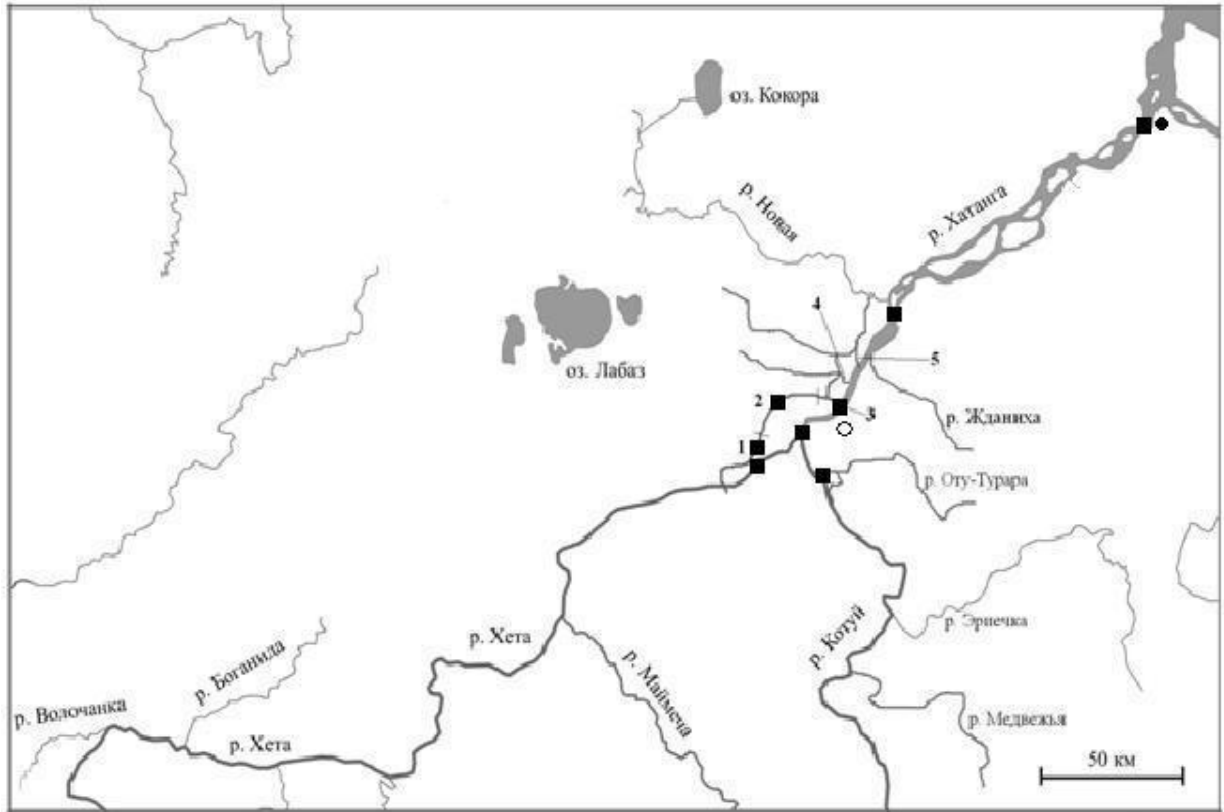 оз. Кокора
р. Новая
р. Хатанга
4
оз. Лабаз
5
2
3
р. Жданиха
1
р. Оту-Турара
р. Эриечка
р. Хета
р. Котуй
р. Боганида
р. Маймеча
р. Волочанка
р. Медвежья
р. Хета
50 км